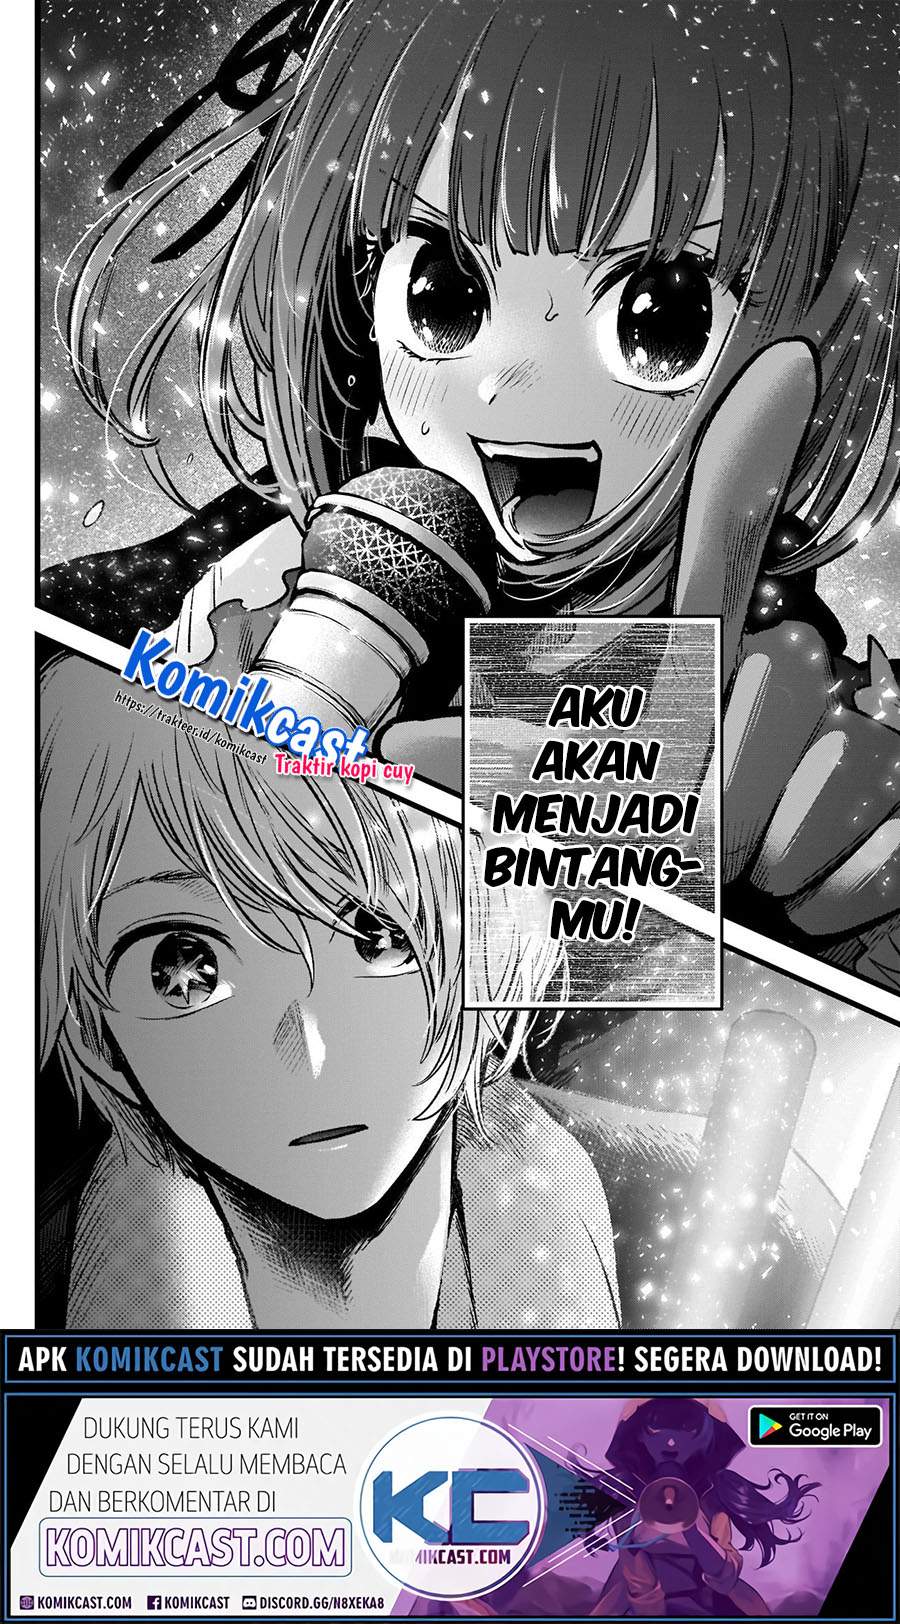 Komikcast
https://trakteer.id/komikcast
Traktir kopi cuy
AKU
AKAN
MENJADI
BINTANG-
MU!
APK KOMIKCAST SUDAH TERSEDIA DI PLAYSTORE! SEGERA DOWNLOAD!
DUKUNG TERUS KAMI
DENGAN SELALU MEMBACA
DAN BERKOMENTAR DI
KOMIKCAST.COM
KOMIKCAST.COM
KOMIKCAST.COM
DISCORD.GG/N8XEKA8
KC
KOMIKCAST.COM
GET IT ON
Google Play